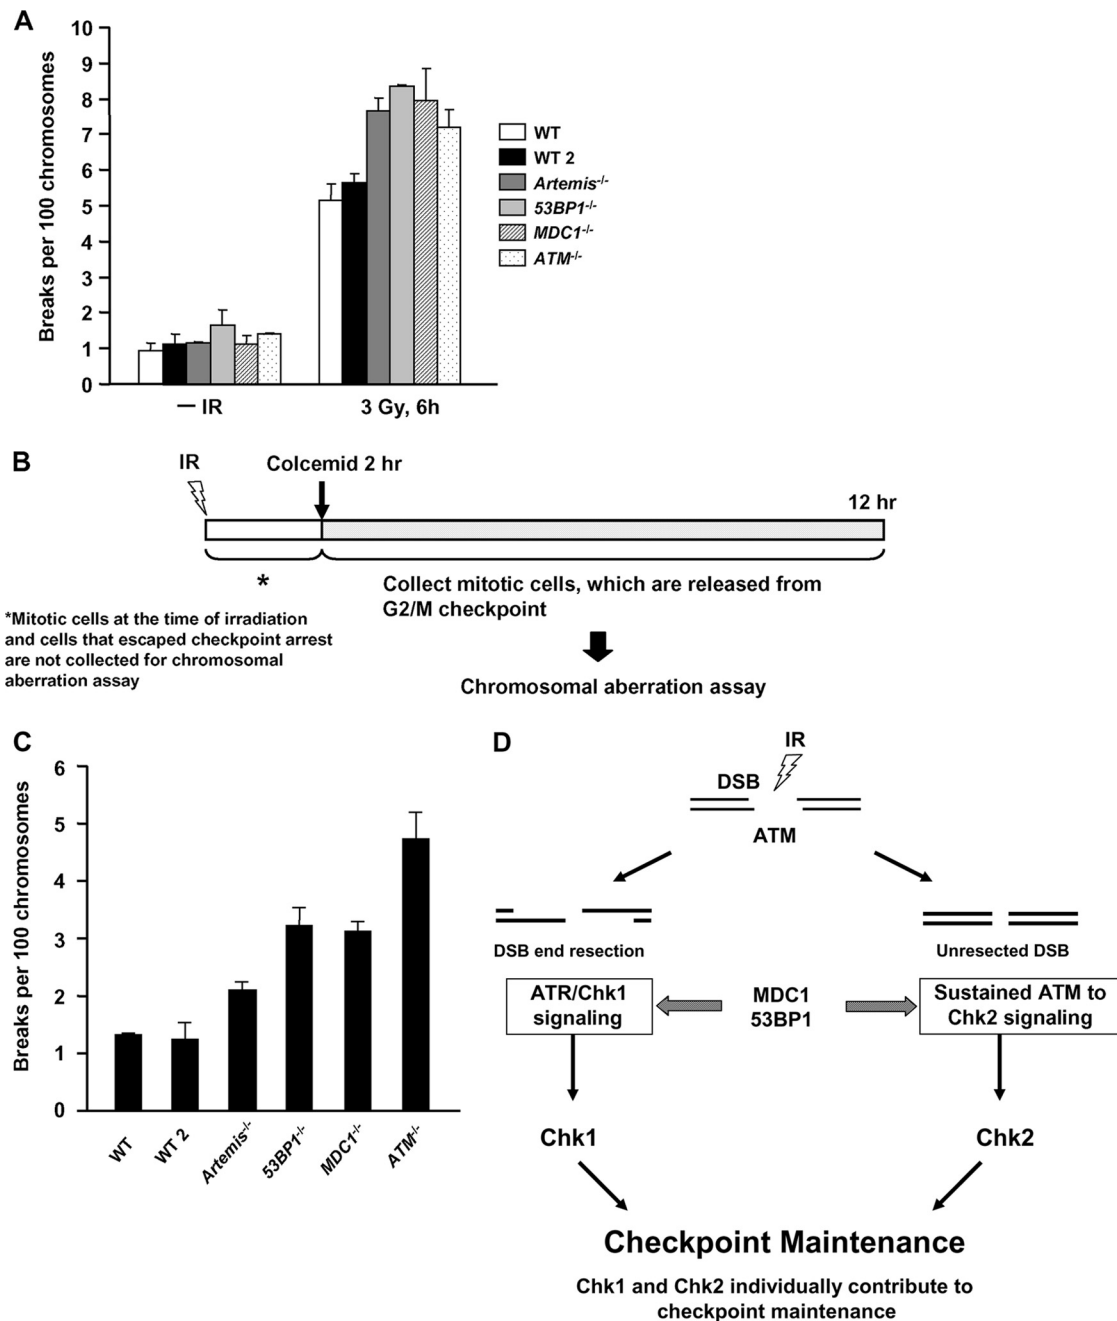 A
Breaks per 100 chromosomes
10
9
8
7
6
5
4
3
2
1
0
— IR
3 Gy, 6h
WT
WT 2
Artemis-/-
53BP1-/-
MDC1-/-
ATM-/-
B
IR
Colcemid 2 hr
12 hr
*
Collect mitotic cells, which are released from
G2/M checkpoint
*Mitotic cells at the time of irradiation
and cells that escaped checkpoint arrest
are not collected for chromosomal
aberration assay
Chromosomal aberration assay
C
Breaks per 100 chromosomes
6
5
4
3
2
1
0
WT
WT 2
Artemis-/-
53BP1-/-
MDC1-/-
ATM-/-
D
IR
DSB
ATM
DSB end resection
Unresected DSB
ATR/Chk1
signaling
MDC1
53BP1
Sustained ATM to
Chk2 signaling
Chk1
Chk2
Checkpoint Maintenance
Chk1 and Chk2 individually contribute to
checkpoint maintenance